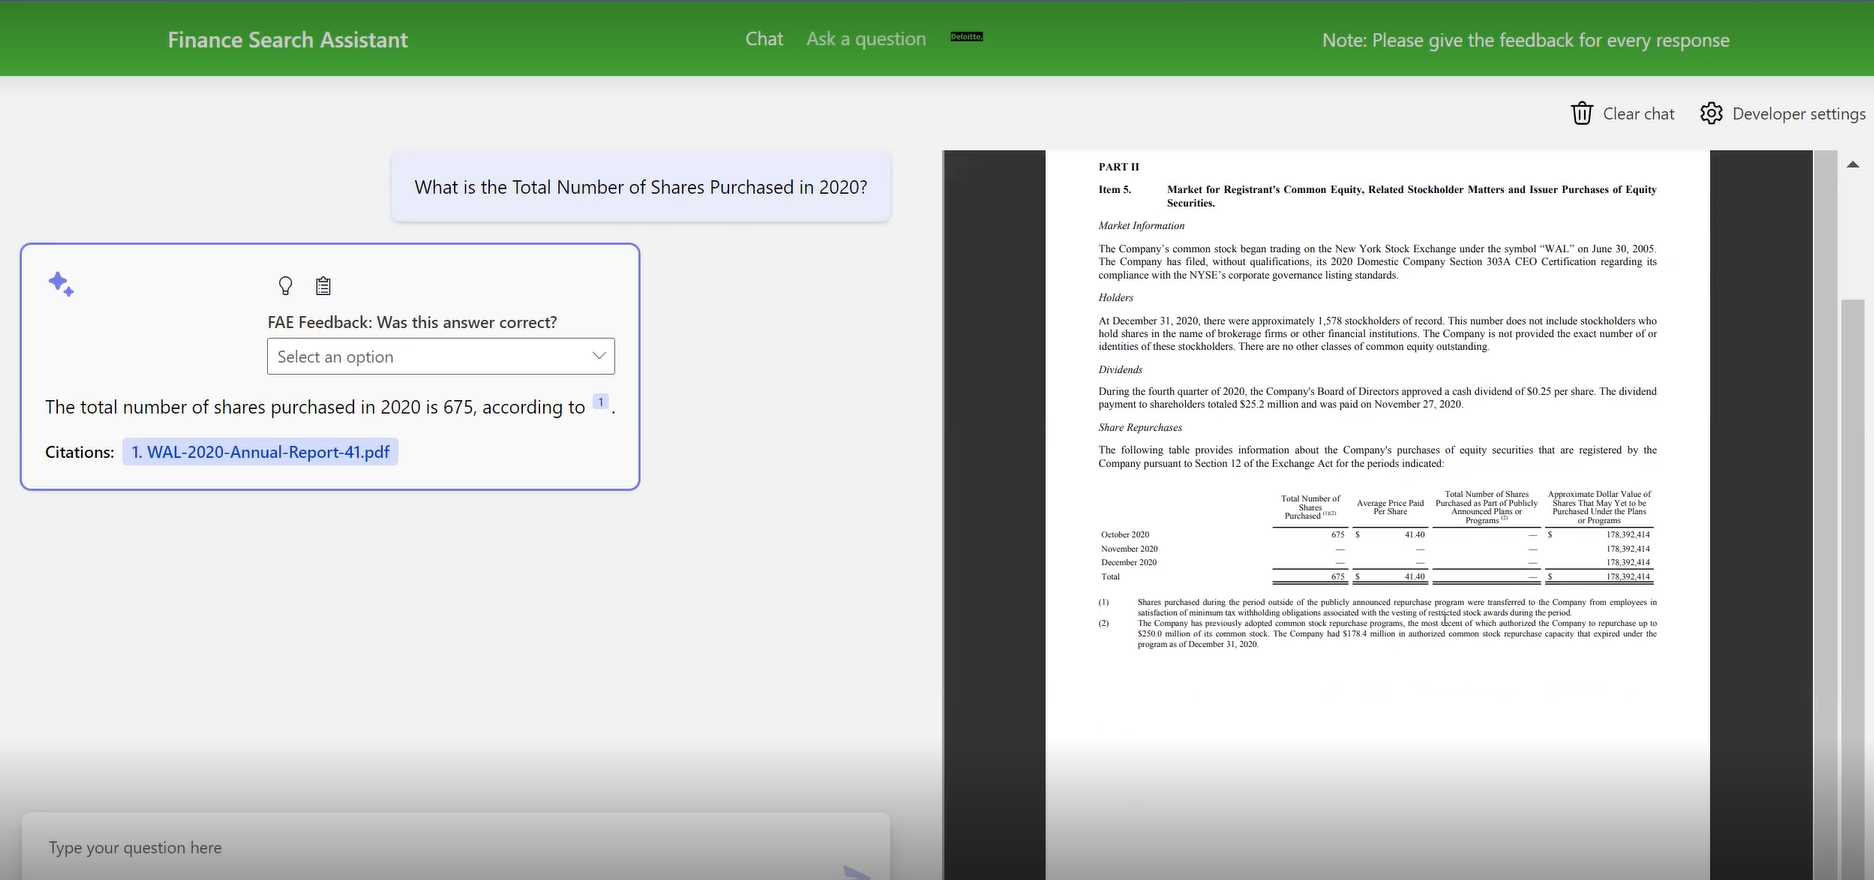 Finance Search Assistant
Chat
Ask a question
Deloitte.
Note: Please give the feedback for every response
Clear chat
Developer settings
What is the Total Number of Shares Purchased in 2020?
FAE Feedback: Was this answer correct?
Select an option
The total number of shares purchased in 2020 is 675, according to 1 .
Citations: 1. WAL-2020-Annual-Report-41.pdf
Type your question here
PART II
Item 5. Market for Registrant's Common Equity, Related Stockholder Matters and Issuer Purchases of Equity
Securities.
Market Information
The Company's common stock began trading on the New York Stock Exchange under the symbol “WAL” on June 30, 2005.
The Company has filed, without qualifications, its 2020 Domestic Company Section 303A CEO Certification regarding its
compliance with the NYSE's corporate governance listing standards.
Holders
At December 31, 2020, there were approximately 1,578 stockholders of record. This number does not include stockholders who
hold shares in the name of brokerage firms or other financial institutions. The Company is not provided the exact number of or
identities of these stockholders. There are no other classes of common equity outstanding.
Dividends
During the fourth quarter of 2020, the Company's Board of Directors approved a cash dividend of $0.25 per share. The dividend
payment to shareholders totaled $25.2 million and was paid on November 27, 2020.
Share Repurchases
The following table provides information about the Company's purchases of equity securities that are registered by the
Company pursuant to Section 12 of the Exchange Act for the periods indicated:
Total Number of
Shares
Purchased (1)(2)
Average Price Paid
Per Share
Total Number of Shares
Purchased as Part of Publicly
Announced Plans or
Programs (2)
Approximate Dollar Value of
Shares That May Yet to be
Purchased Under the Plans
or Programs
October 2020 675 $ 41.40 — $ 178,392,414
November 2020 — — — 178,392,414
December 2020 — — — 178,392,414
Total 675 $ 41.40 — $ 178,392,414
(1) Shares purchased during the period outside of the publicly announced repurchase program were transferred to the Company from employees in
satisfaction of minimum tax withholding obligations associated with the vesting of restricted stock awards during the period.
(2) The Company has previously adopted common stock repurchase programs, the most recent of which authorized the Company to repurchase up to
$250.0 million of its common stock. The Company had $178.4 million in authorized common stock repurchase capacity that expired under the
program as of December 31, 2020.